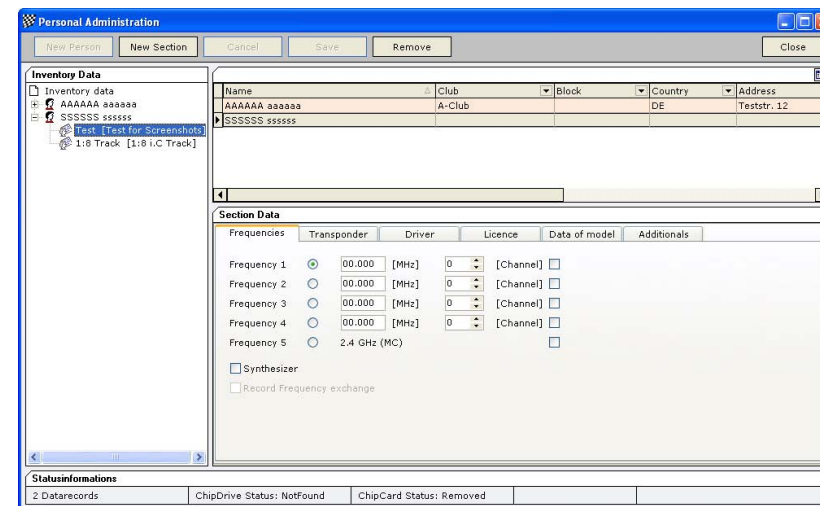 Personal Administration
New Person New Section Cancel Save Remove Close
Inventory Data
Inventory data
AAAAAA aaaaaa
SSSSSS ssssss
Test [Test for Screenshots]
1:8 Track [1:8 i.C Track]
Name Club Block Country Address
AAAAAA aaaaaa A-Club DE Teststr. 12
SSSSSS ssssss
Section Data
Frequencies Transponder Driver Licence Data of model Additionals
Frequency 1 00.000 [MHz] 0 [Channel]
Frequency 2 00.000 [MHz] 0 [Channel]
Frequency 3 00.000 [MHz] 0 [Channel]
Frequency 4 00.000 [MHz] 0 [Channel]
Frequency 5 2.4 GHz (MC)
Synthesizer
Record Frequency exchange
Statusinformations
2 Datarecords ChipDrive Status: NotFound ChipCard Status: Removed